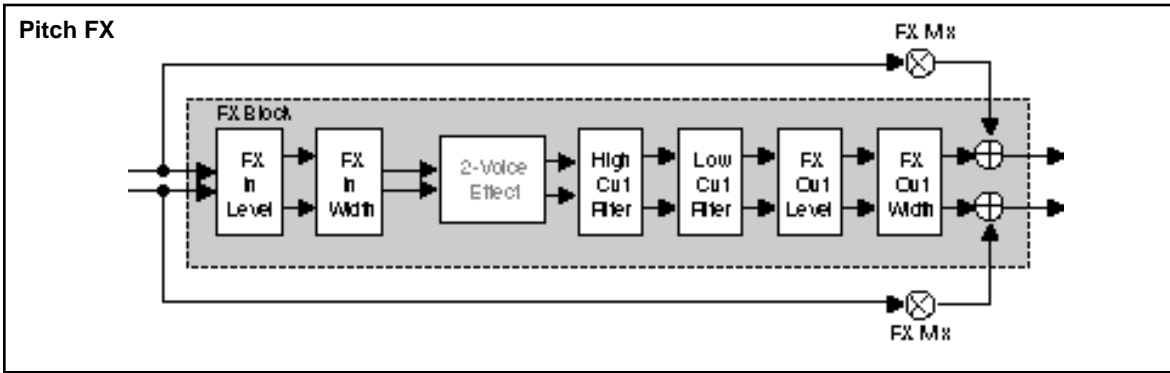 Pitch FX
FX Mix
FX Block
FX
In
Level
FX
In
Width
2-Voice
Effect
High
Cut
Filter
Low
Cut
Filter
FX
Out
Level
FX
Out
Width
FX Mix